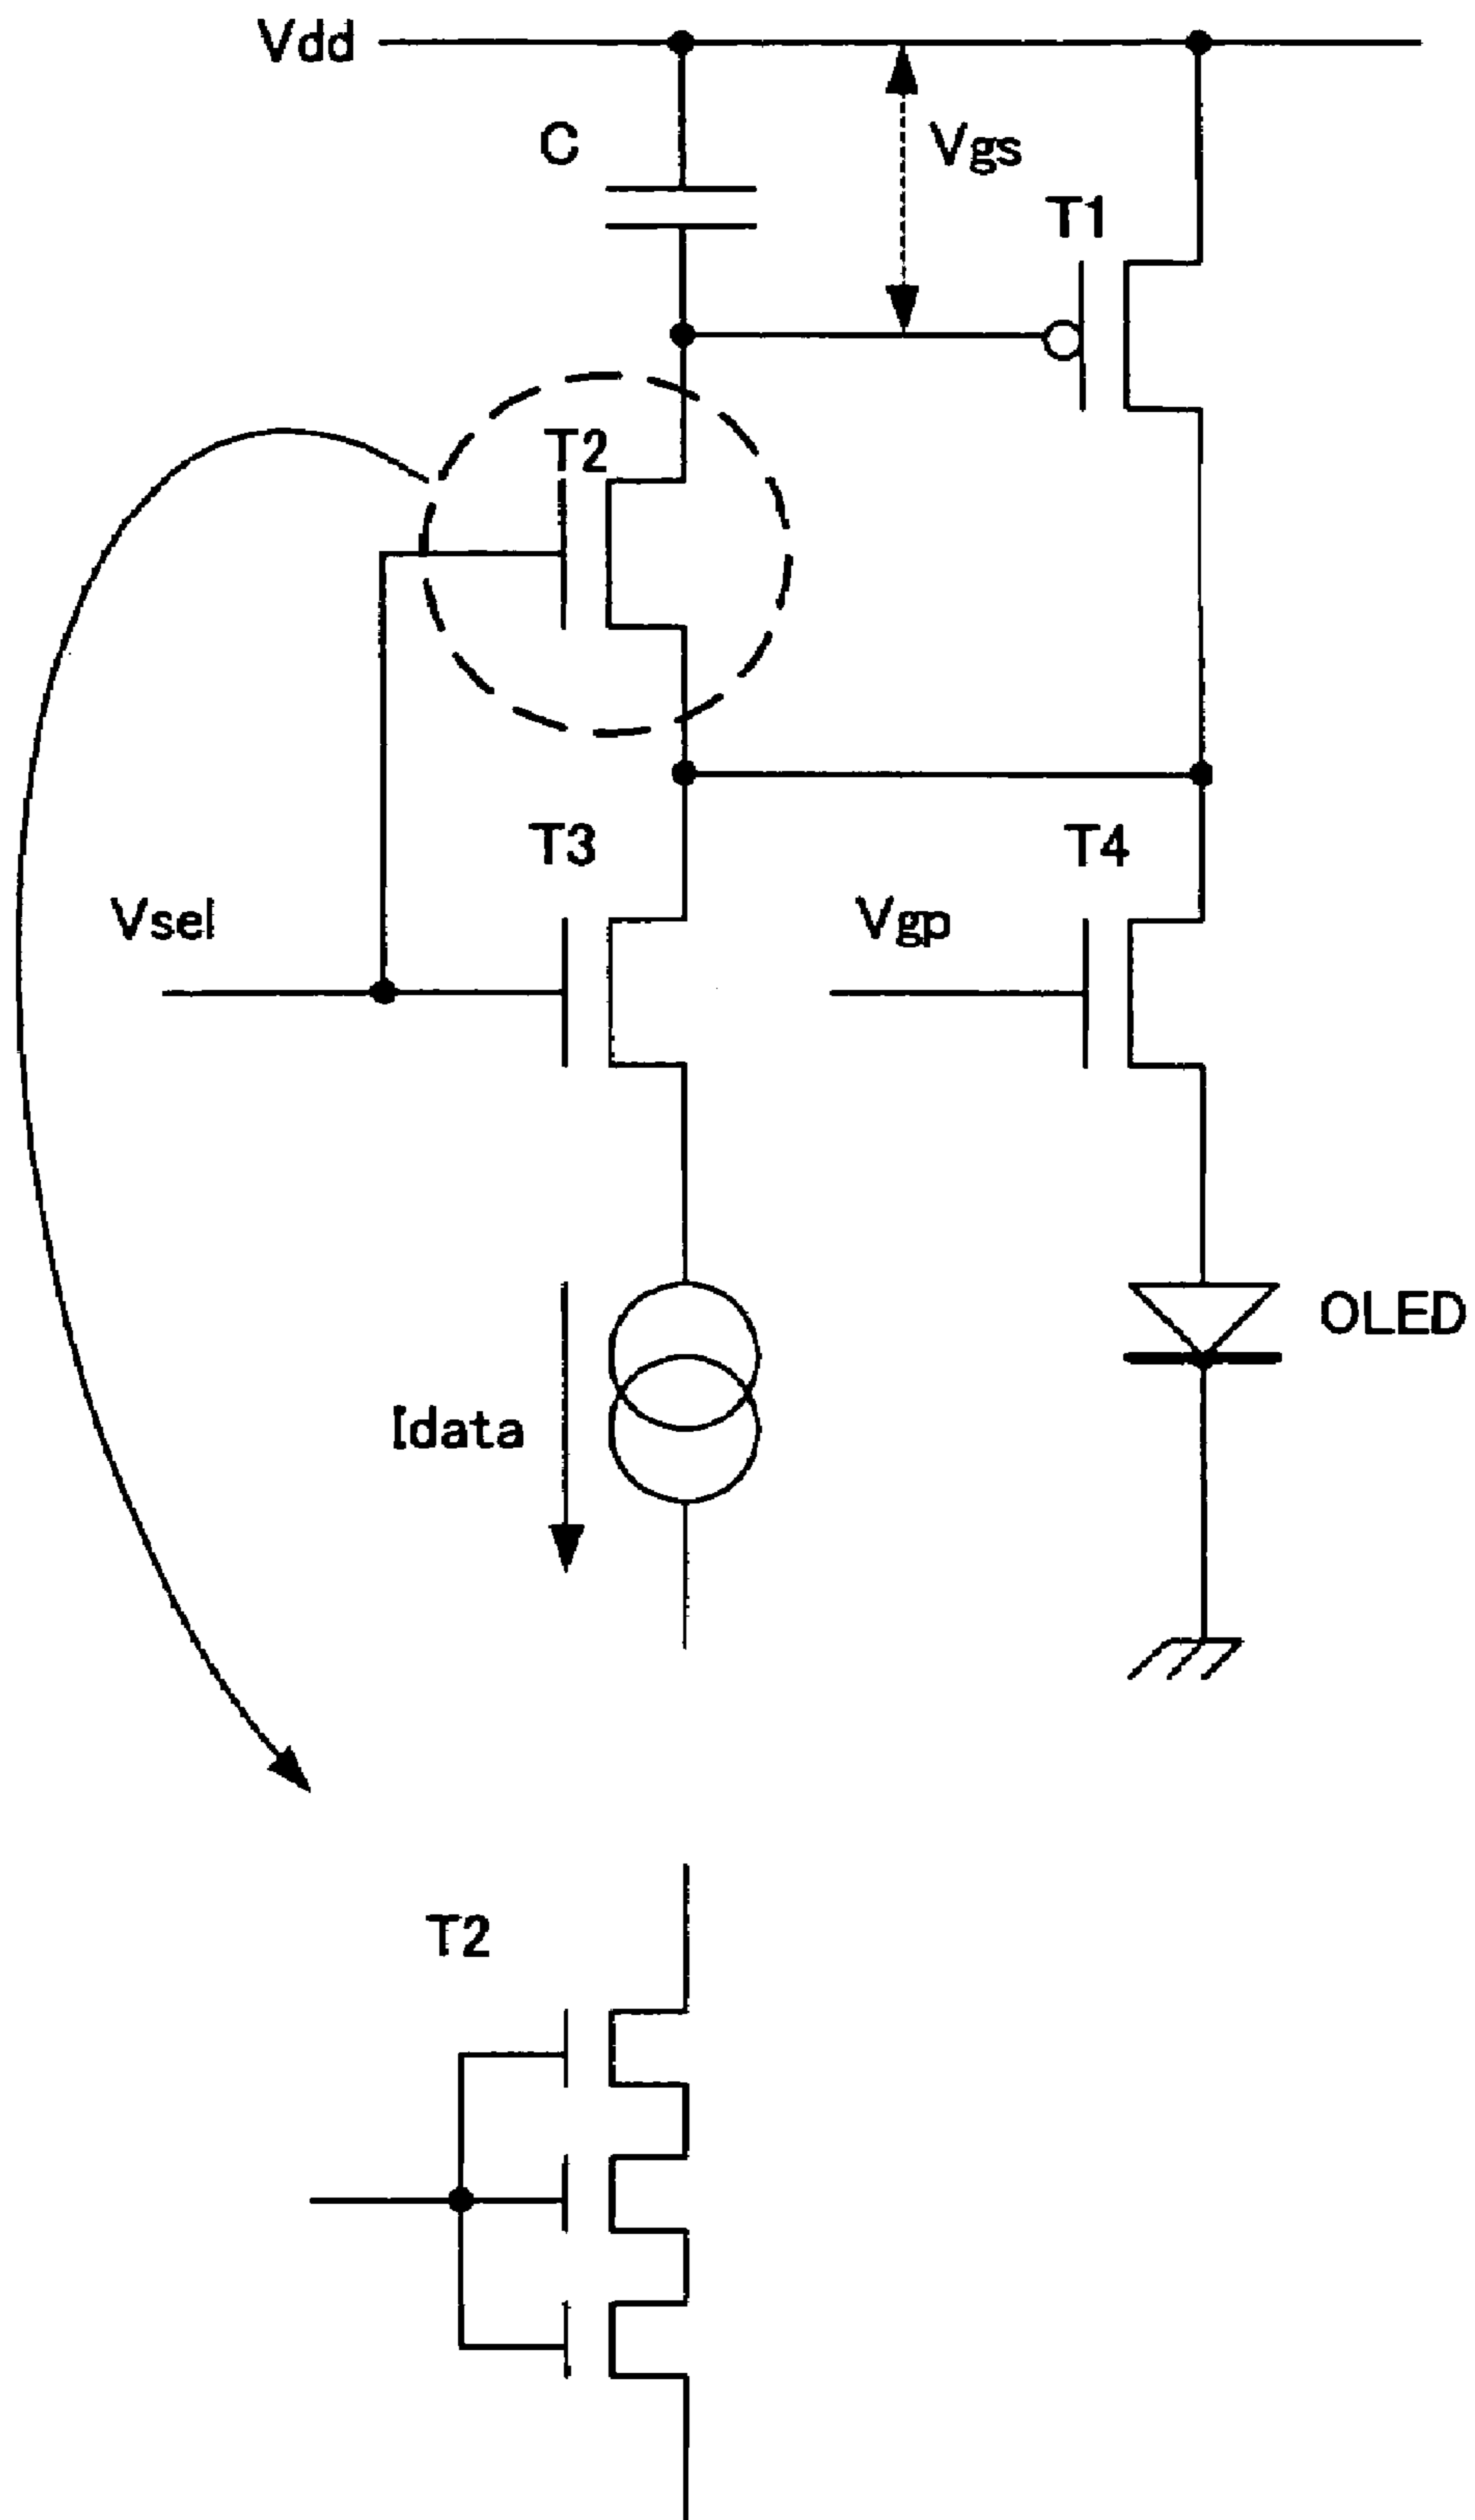 Vdd
C
Vgs
T1
T2
T3
T4
Vsel
Vgp
OLED
Idata
T2